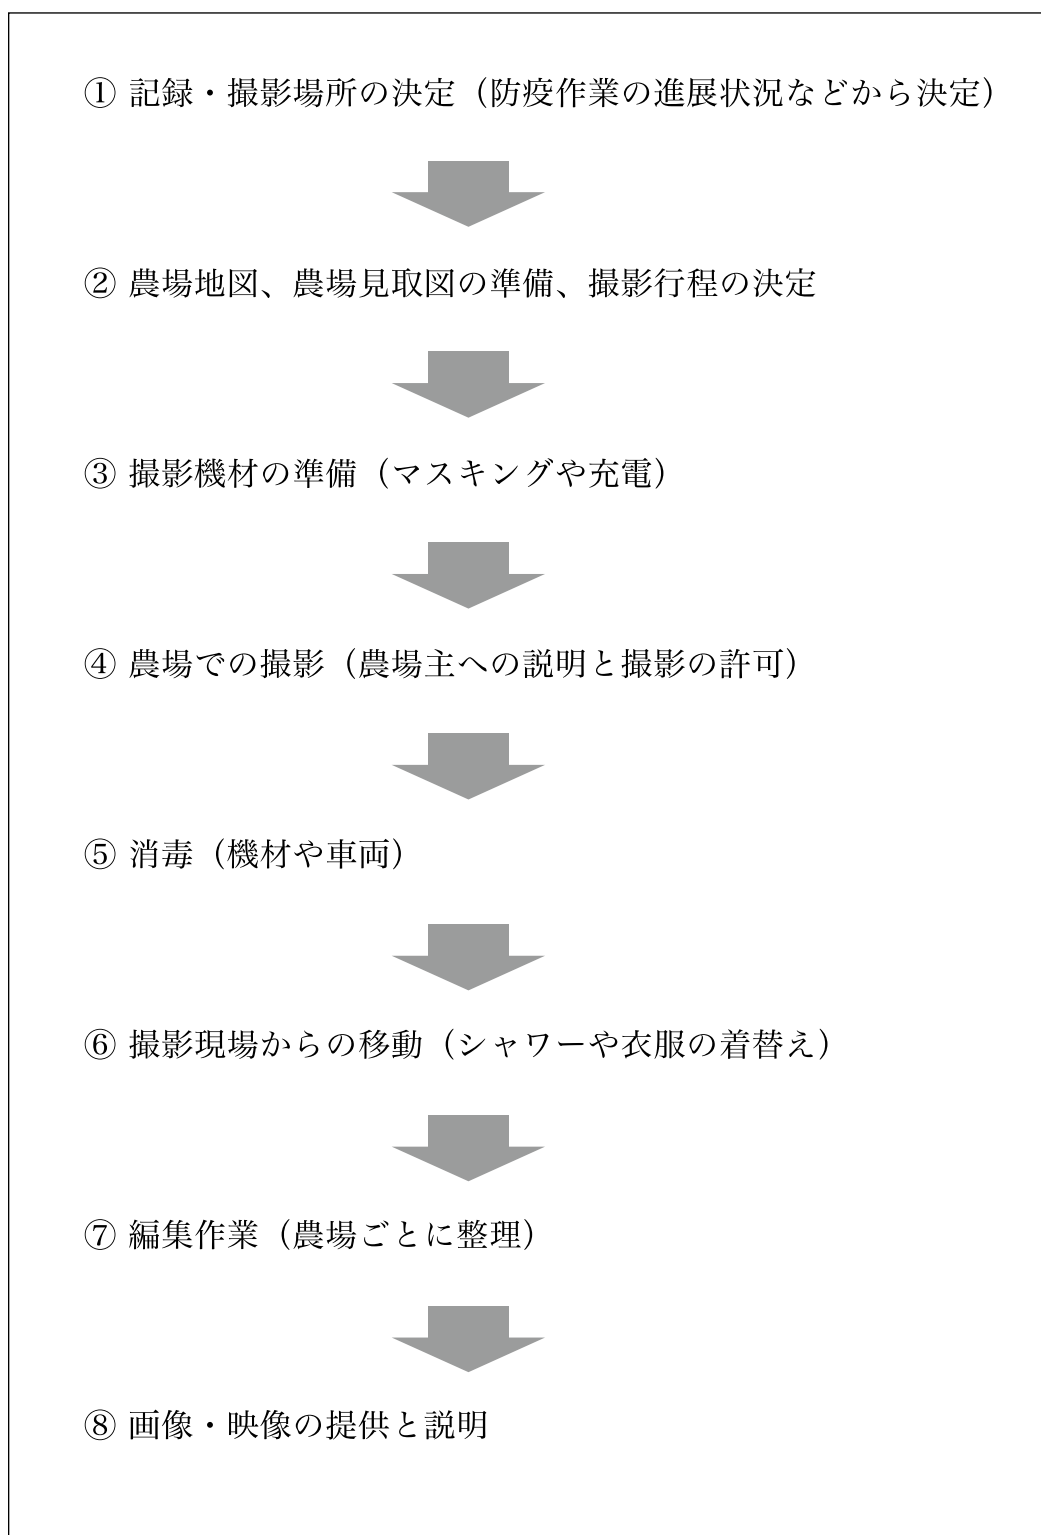 ① 記録・撮影場所の決定（防疫作業の進展状況などから決定）
② 農場地図、農場見取図の準備、撮影行程の決定
③ 撮影機材の準備（マスキングや充電）
④ 農場での撮影（農場主への説明と撮影の許可）
⑤ 消毒（機材や車両）
⑥ 撮影現場からの移動（シャワーや衣服の着替え）
⑦ 編集作業（農場ごとに整理）
⑧ 画像・映像の提供と説明